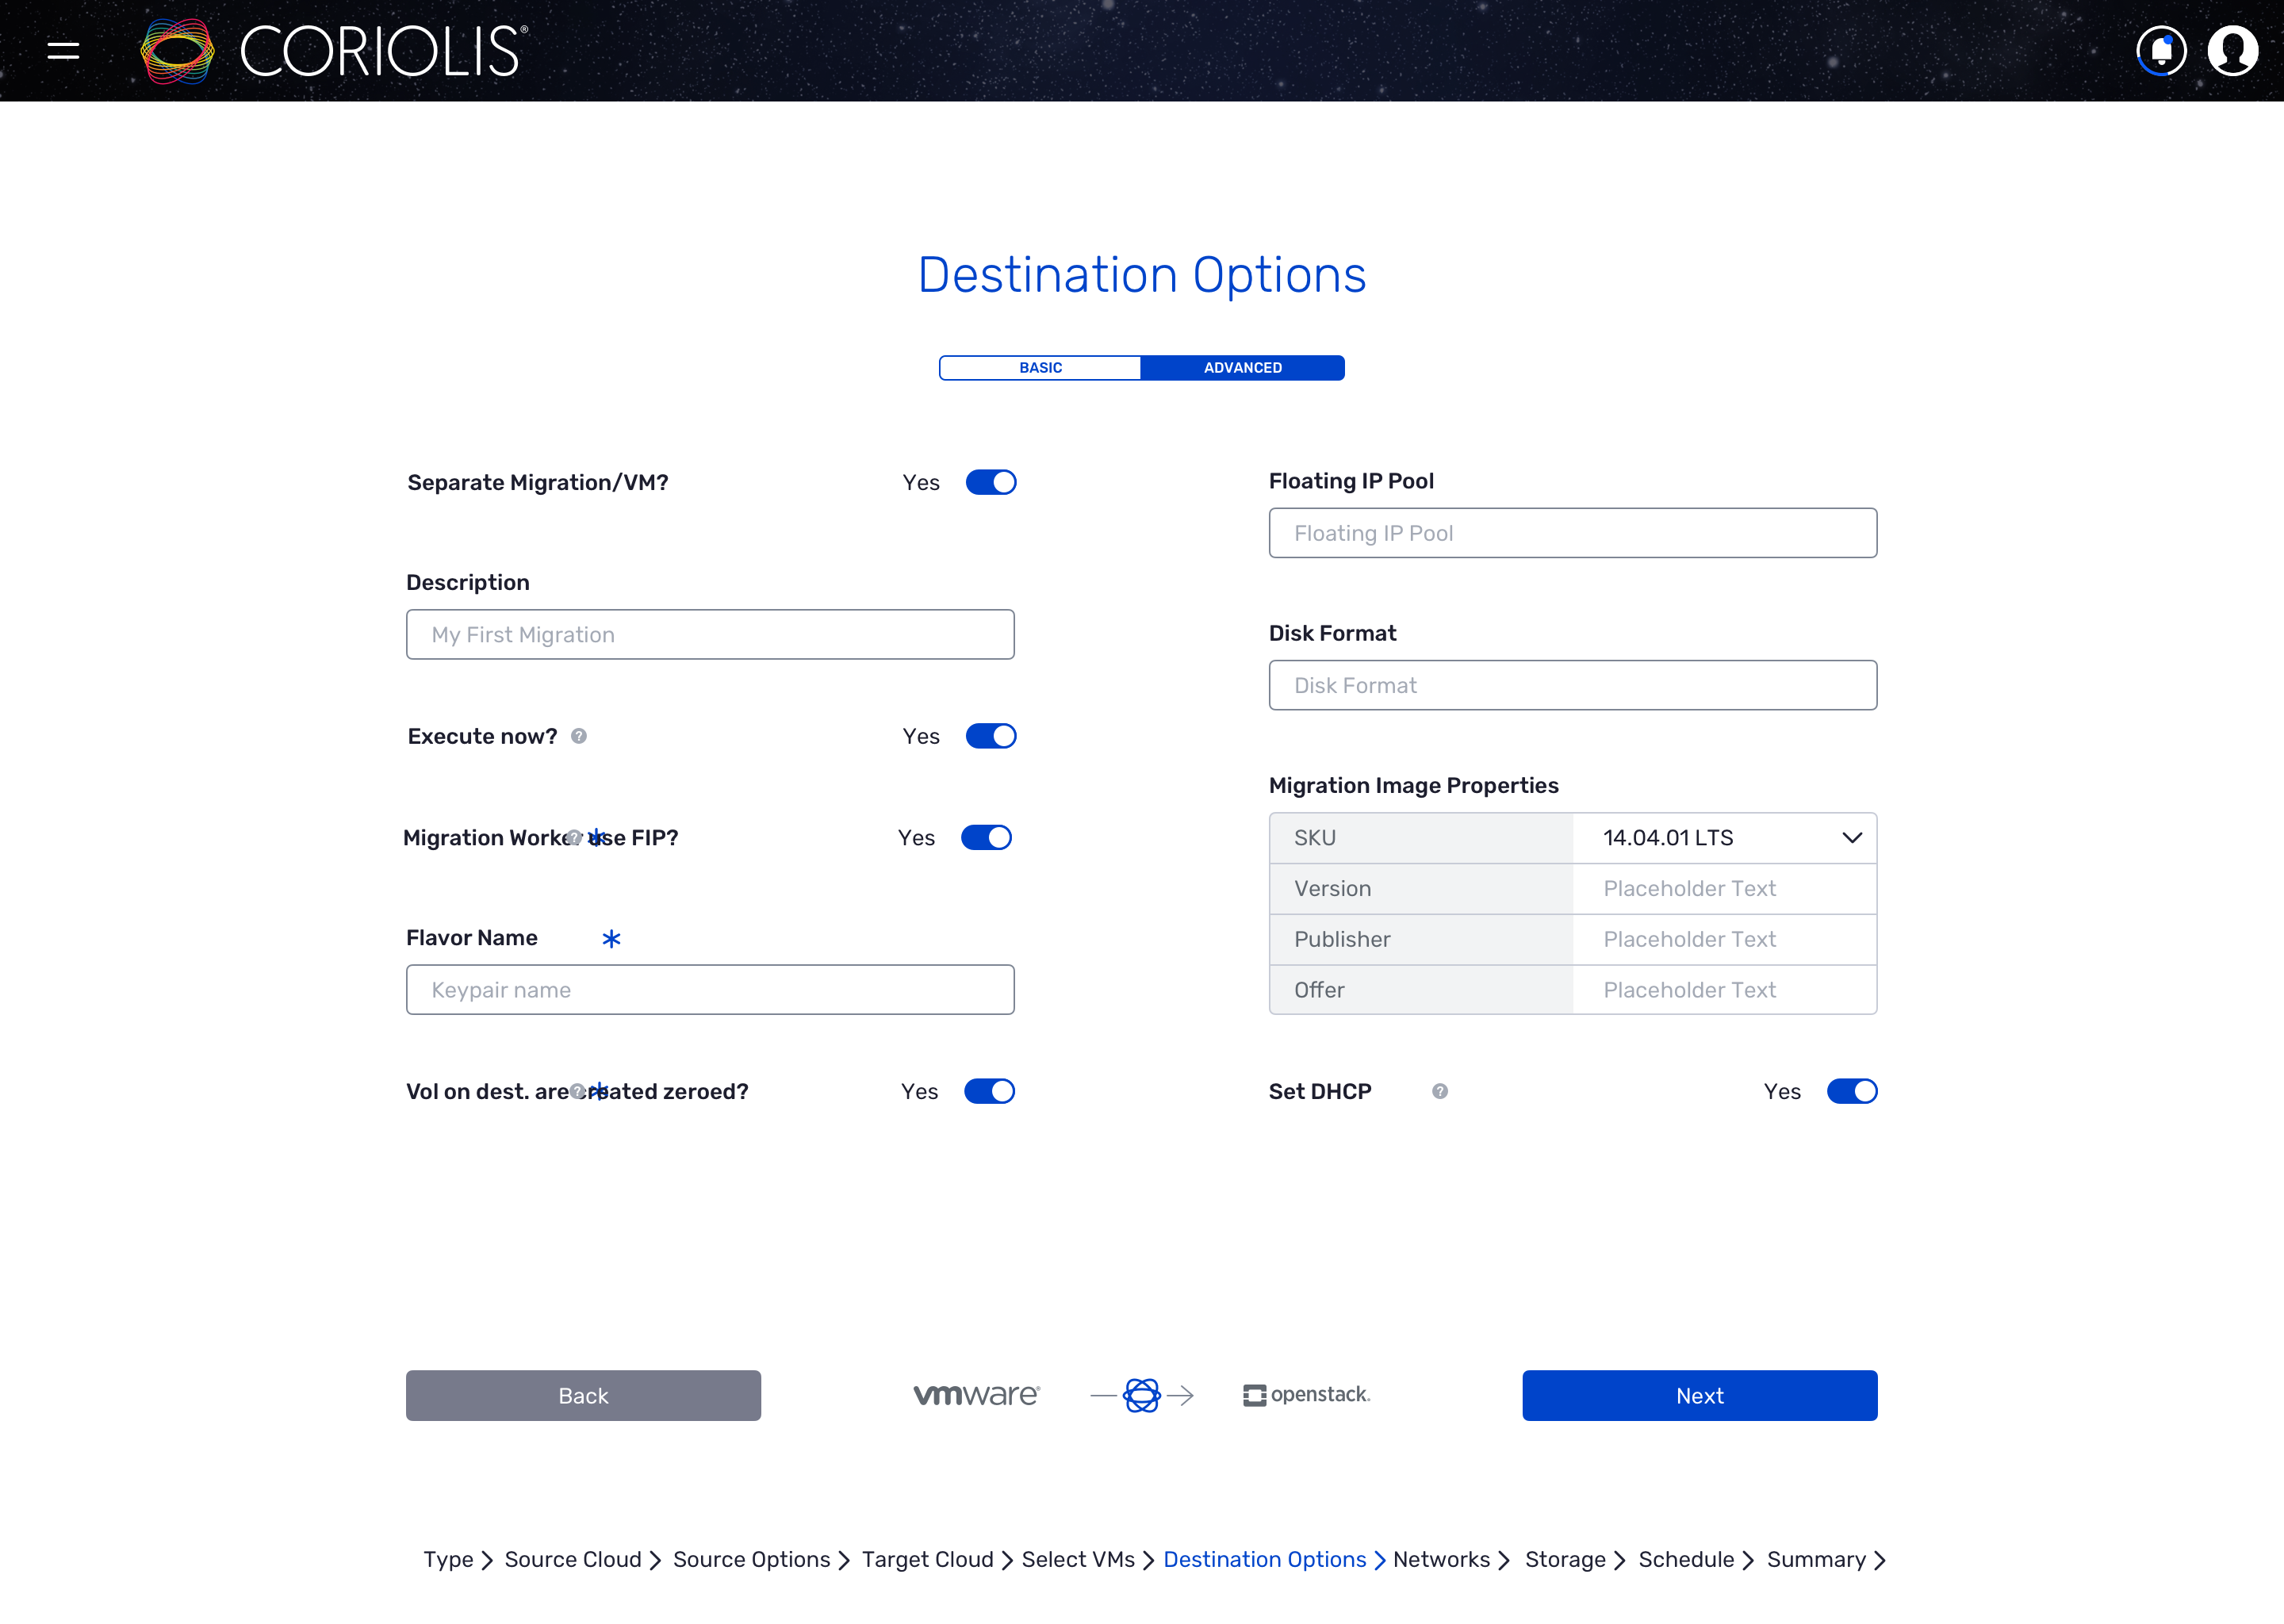 CORIOLIS®
Destination Options
BASIC ADVANCED
Separate Migration/VM? Yes
Description
My First Migration
Execute now? ? Yes
Migration Worker use FIP? ? * Yes
Flavor Name *
Keypair name
Vol on dest. are created zeroed? ? * Yes
Floating IP Pool
Floating IP Pool
Disk Format
Disk Format
Migration Image Properties
SKU 14.04.01 LTS
Version Placeholder Text
Publisher Placeholder Text
Offer Placeholder Text
Set DHCP ? Yes
Back vmware® openstack. Next
Type Source Cloud Source Options Target Cloud Select VMs Destination Options Networks Storage Schedule Summary